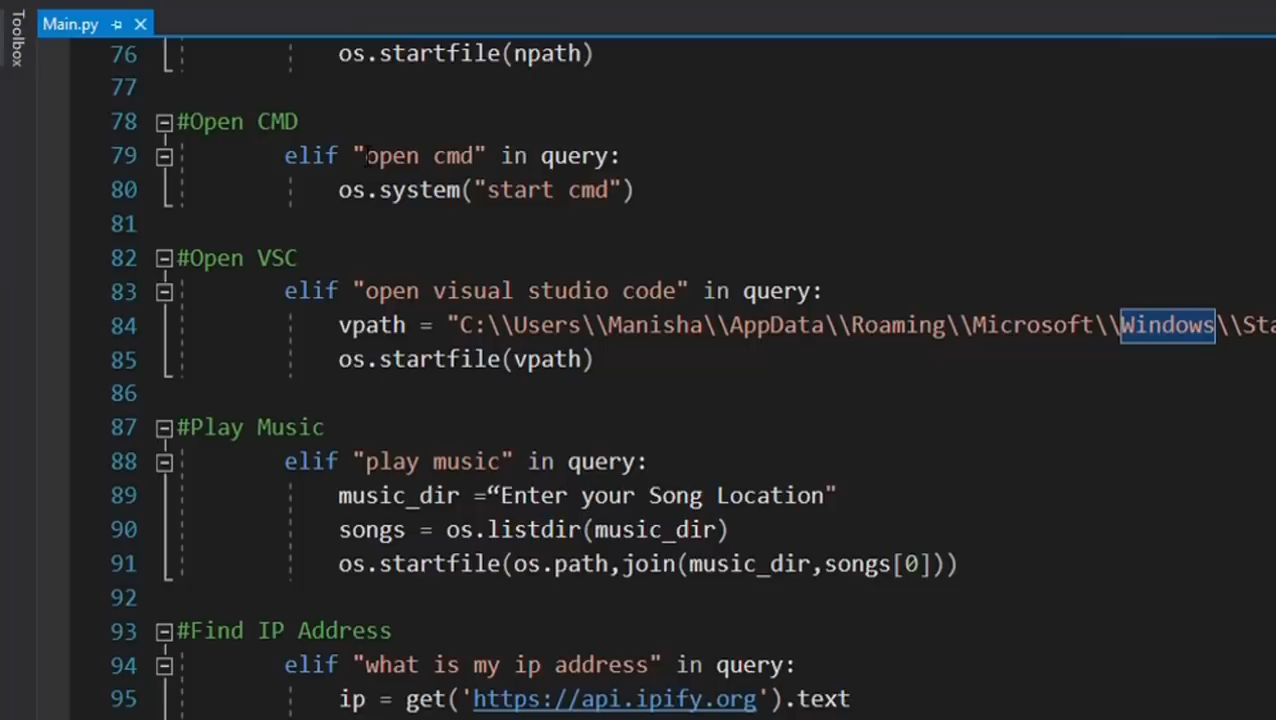 Toolbox
Main.py
76 os.startfile(npath)
77
78 #Open CMD
79 elif "open cmd" in query:
80 os.system("start cmd")
81
82 #Open VSC
83 elif "open visual studio code" in query:
84 vpath = "C:\\Users\\Manisha\\AppData\\Roaming\\Microsoft\\Windows\\Sta
85 os.startfile(vpath)
86
87 #Play Music
88 elif "play music" in query:
89 music_dir =“Enter your Song Location"
90 songs = os.listdir(music_dir)
91 os.startfile(os.path,join(music_dir,songs[0]))
92
93 #Find IP Address
94 elif "what is my ip address" in query:
95 ip = get('https://api.ipify.org').text